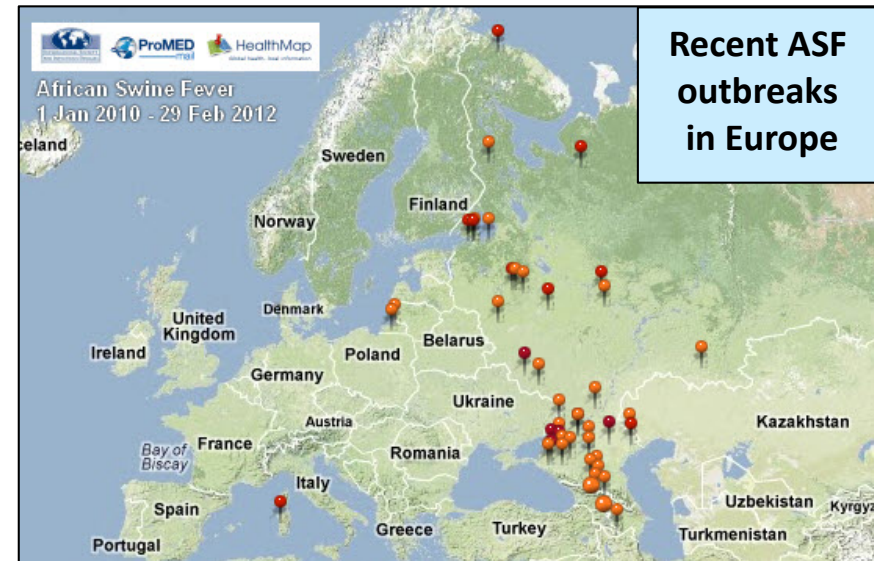 ProMED
mail
HealthMap
African Swine Fever
1 Jan 2010 - 29 Feb 2012
Recent ASF
outbreaks
in Europe
eland
Sweden
Finland
Norway
Denmark
United
Kingdom
Ireland
Belarus
Poland
Germany
Ukraine
Kazakhstan
Austria
Bay of
Biscay
France
Romania
Italy
Uzbekistan
Kyrgyz
Spain
Greece
Turkey
Turkmenistan
Portugal